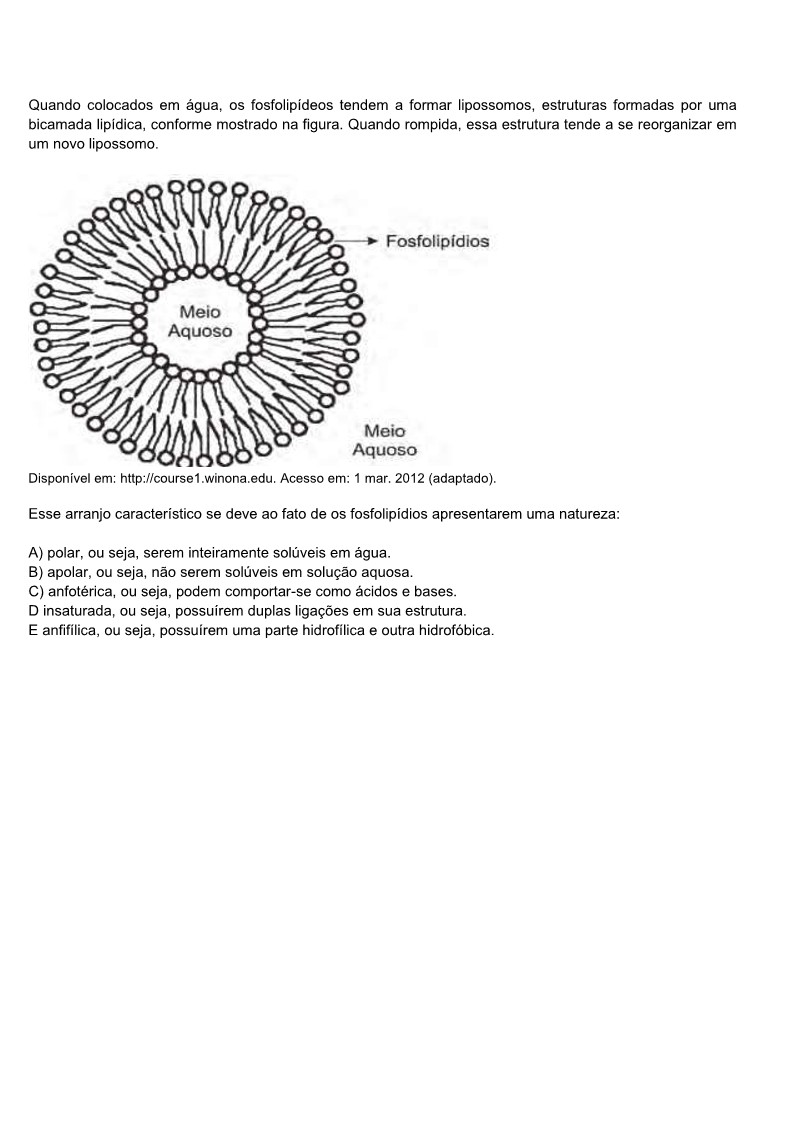 Quando colocados em água, os fosfolipídeos tendem a formar lipossomos, estruturas formadas por uma
bicamada lipídica, conforme mostrado na figura. Quando rompida, essa estrutura tende a se reorganizar em
um novo lipossomo.
Fosfolipídios
Meio
Aquoso
Meio
Aquoso
Disponível em: http://course1.winona.edu. Acesso em: 1 mar. 2012 (adaptado).
Esse arranjo característico se deve ao fato de os fosfolipídios apresentarem uma natureza:
A) polar, ou seja, serem inteiramente solúveis em água.
B) apolar, ou seja, não serem solúveis em solução aquosa.
C) anfotérica, ou seja, podem comportar-se como ácidos e bases.
D insaturada, ou seja, possuírem duplas ligações em sua estrutura.
E anfifílica, ou seja, possuírem uma parte hidrofílica e outra hidrofóbica.